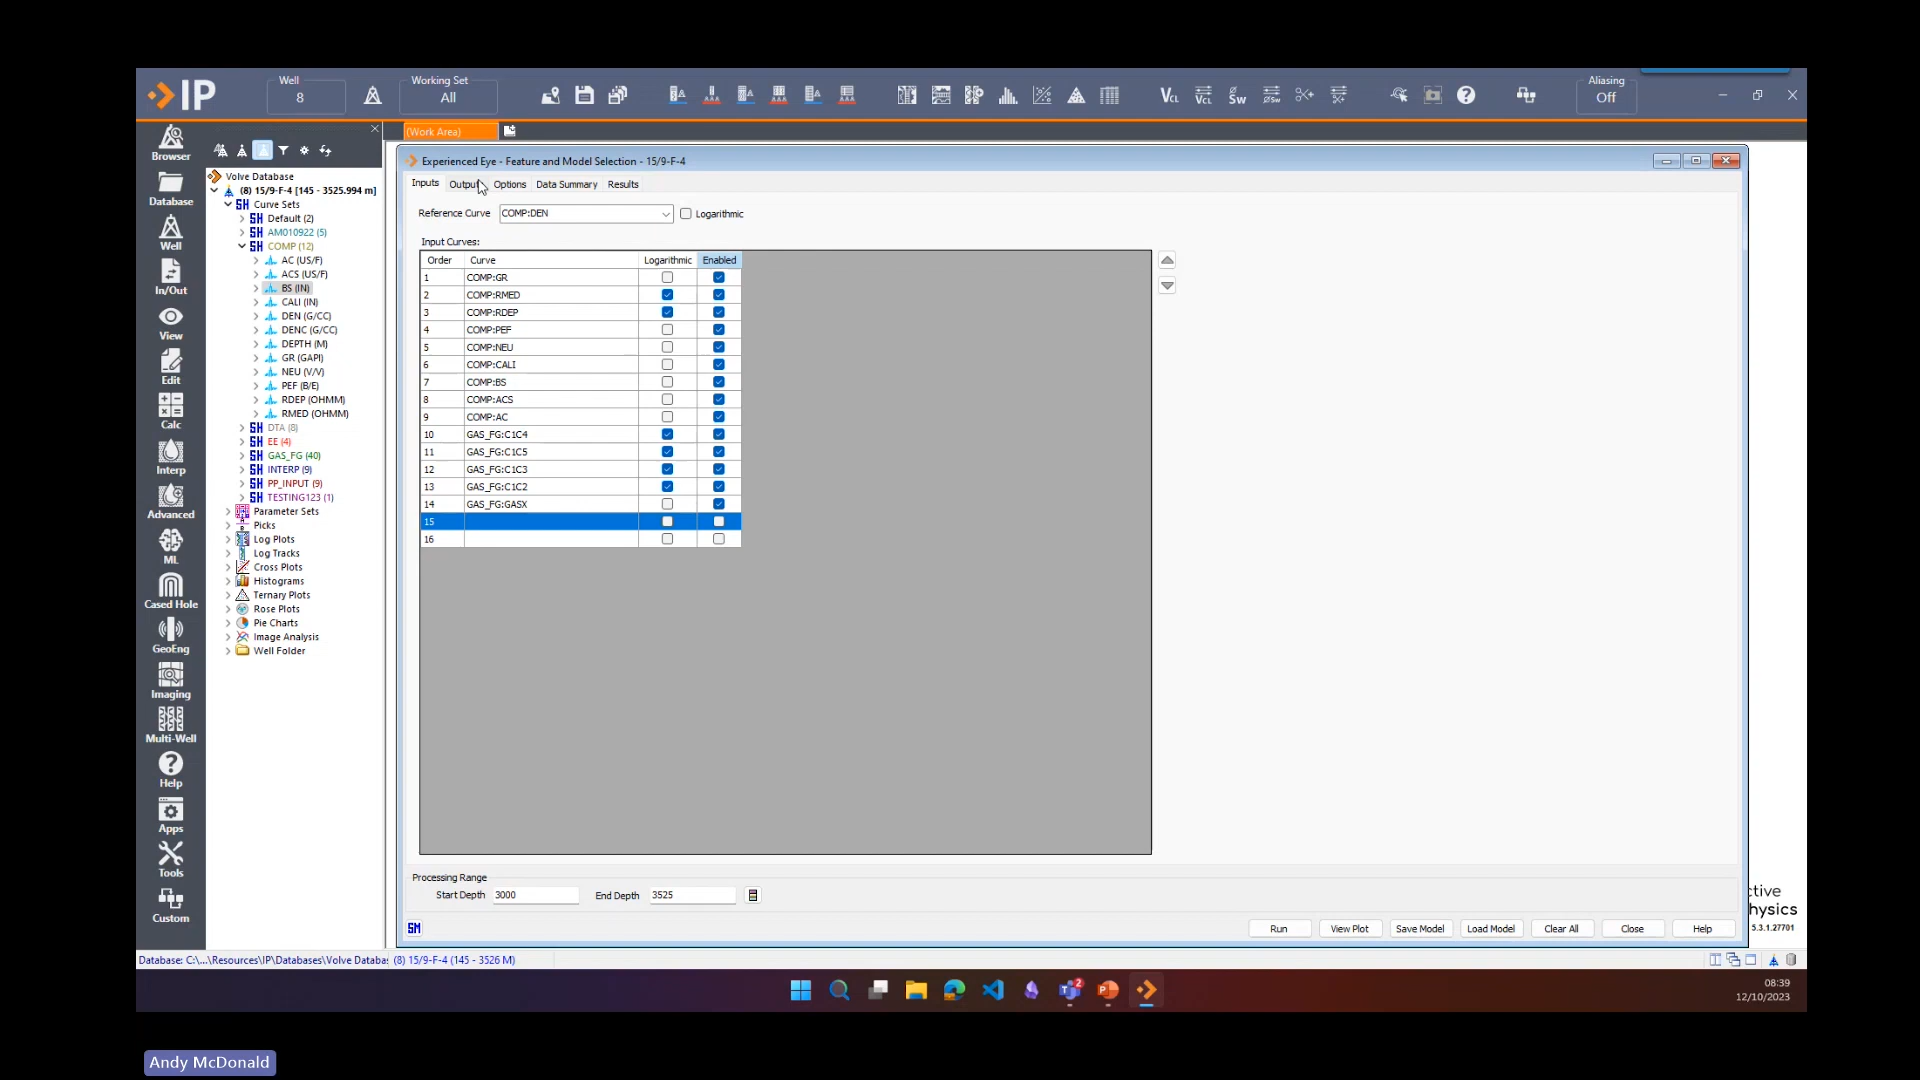 IP
Well
8
Working Set
All
Vcl
Vcl
Sw
Aliasing
Off
Browser
Database
Well
In/Out
View
Edit
Calc
Interp
Advanced
ML
Cased Hole
GeoEng
Imaging
Multi-Well
Help
Apps
Tools
Custom
Volve Database
(8) 15/9-F-4 [145 - 3525.994 m]
Curve Sets
Default (2)
AM010922 (5)
COMP (12)
AC (US/F)
ACS (US/F)
BS (IN)
CALI (IN)
DEN (G/CC)
DENC (G/CC)
DEPTH (M)
GR (GAPI)
NEU (V/V)
PEF (B/E)
RDEP (OHMM)
RMED (OHMM)
DTA (8)
EE (4)
GAS_FG (40)
INTERP (9)
PP_INPUT (9)
TESTING123 (1)
Parameter Sets
Picks
Log Plots
Log Tracks
Cross Plots
Histograms
Ternary Plots
Rose Plots
Pie Charts
Image Analysis
Well Folder
(Work Area)
Experienced Eye - Feature and Model Selection - 15/9-F-4
Inputs Output Options Data Summary Results
Reference Curve COMP:DEN Logarithmic
Input Curves:
Order Curve Logarithmic Enabled
1 COMP:GR
2 COMP:RMED
3 COMP:RDEP
4 COMP:PEF
5 COMP:NEU
6 COMP:CALI
7 COMP:BS
8 COMP:ACS
9 COMP:AC
10 GAS_FG:C1C4
11 GAS_FG:C1C5
12 GAS_FG:C1C3
13 GAS_FG:C1C2
14 GAS_FG:GASX
15
16
Processing Range
Start Depth 3000 End Depth 3525
Run View Plot Save Model Load Model Clear All Close Help
ctive
hysics
5.3.1.27701
Database: C:\...\Resources\IP\Databases\Volve Databas (8) 15/9-F-4 (145 - 3526 M)
08:39
12/10/2023
Andy McDonald